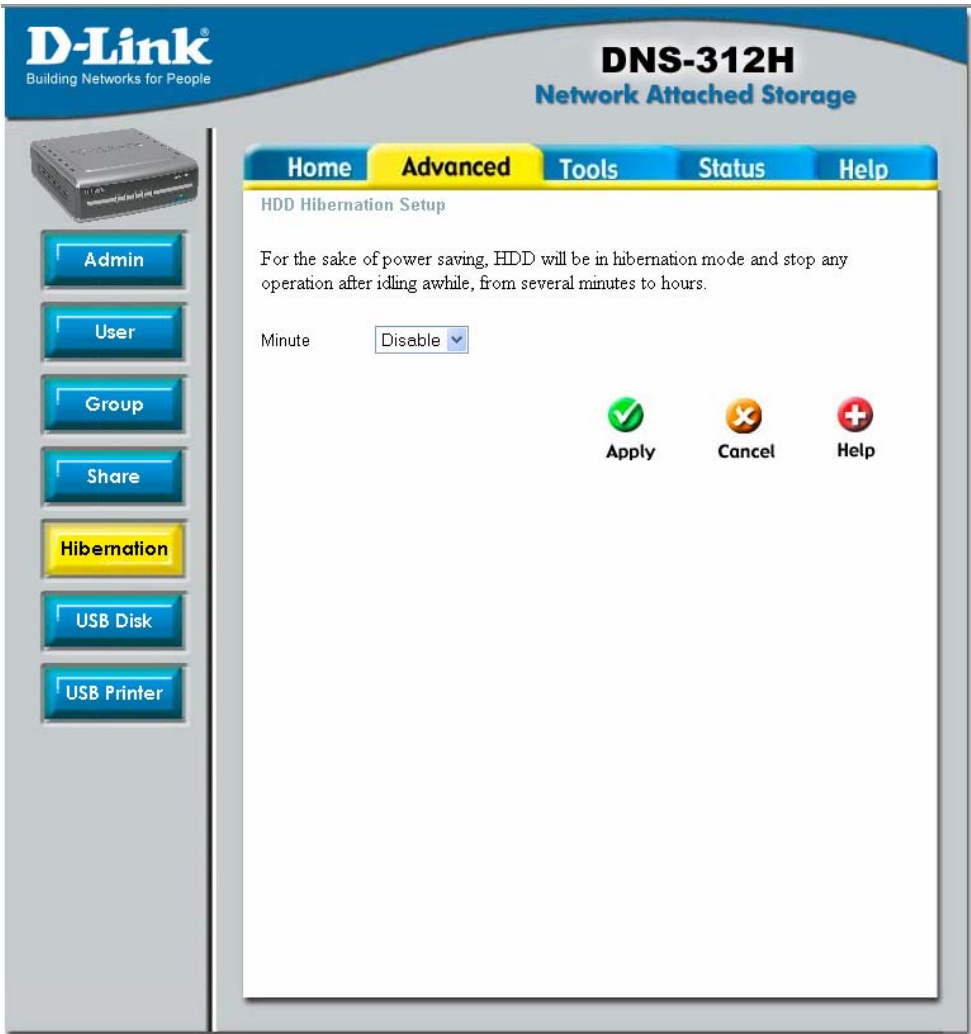 D-Link
Building Networks for People
DNS-312H
Network Attached Storage
Home
Advanced
Tools
Status
Help
HDD Hibernation Setup
For the sake of power saving, HDD will be in hibernation mode and stop any
operation after idling awhile, from several minutes to hours.
Minute
Disable
Apply
Cancel
Help
Admin
User
Group
Share
Hibernation
USB Disk
USB Printer